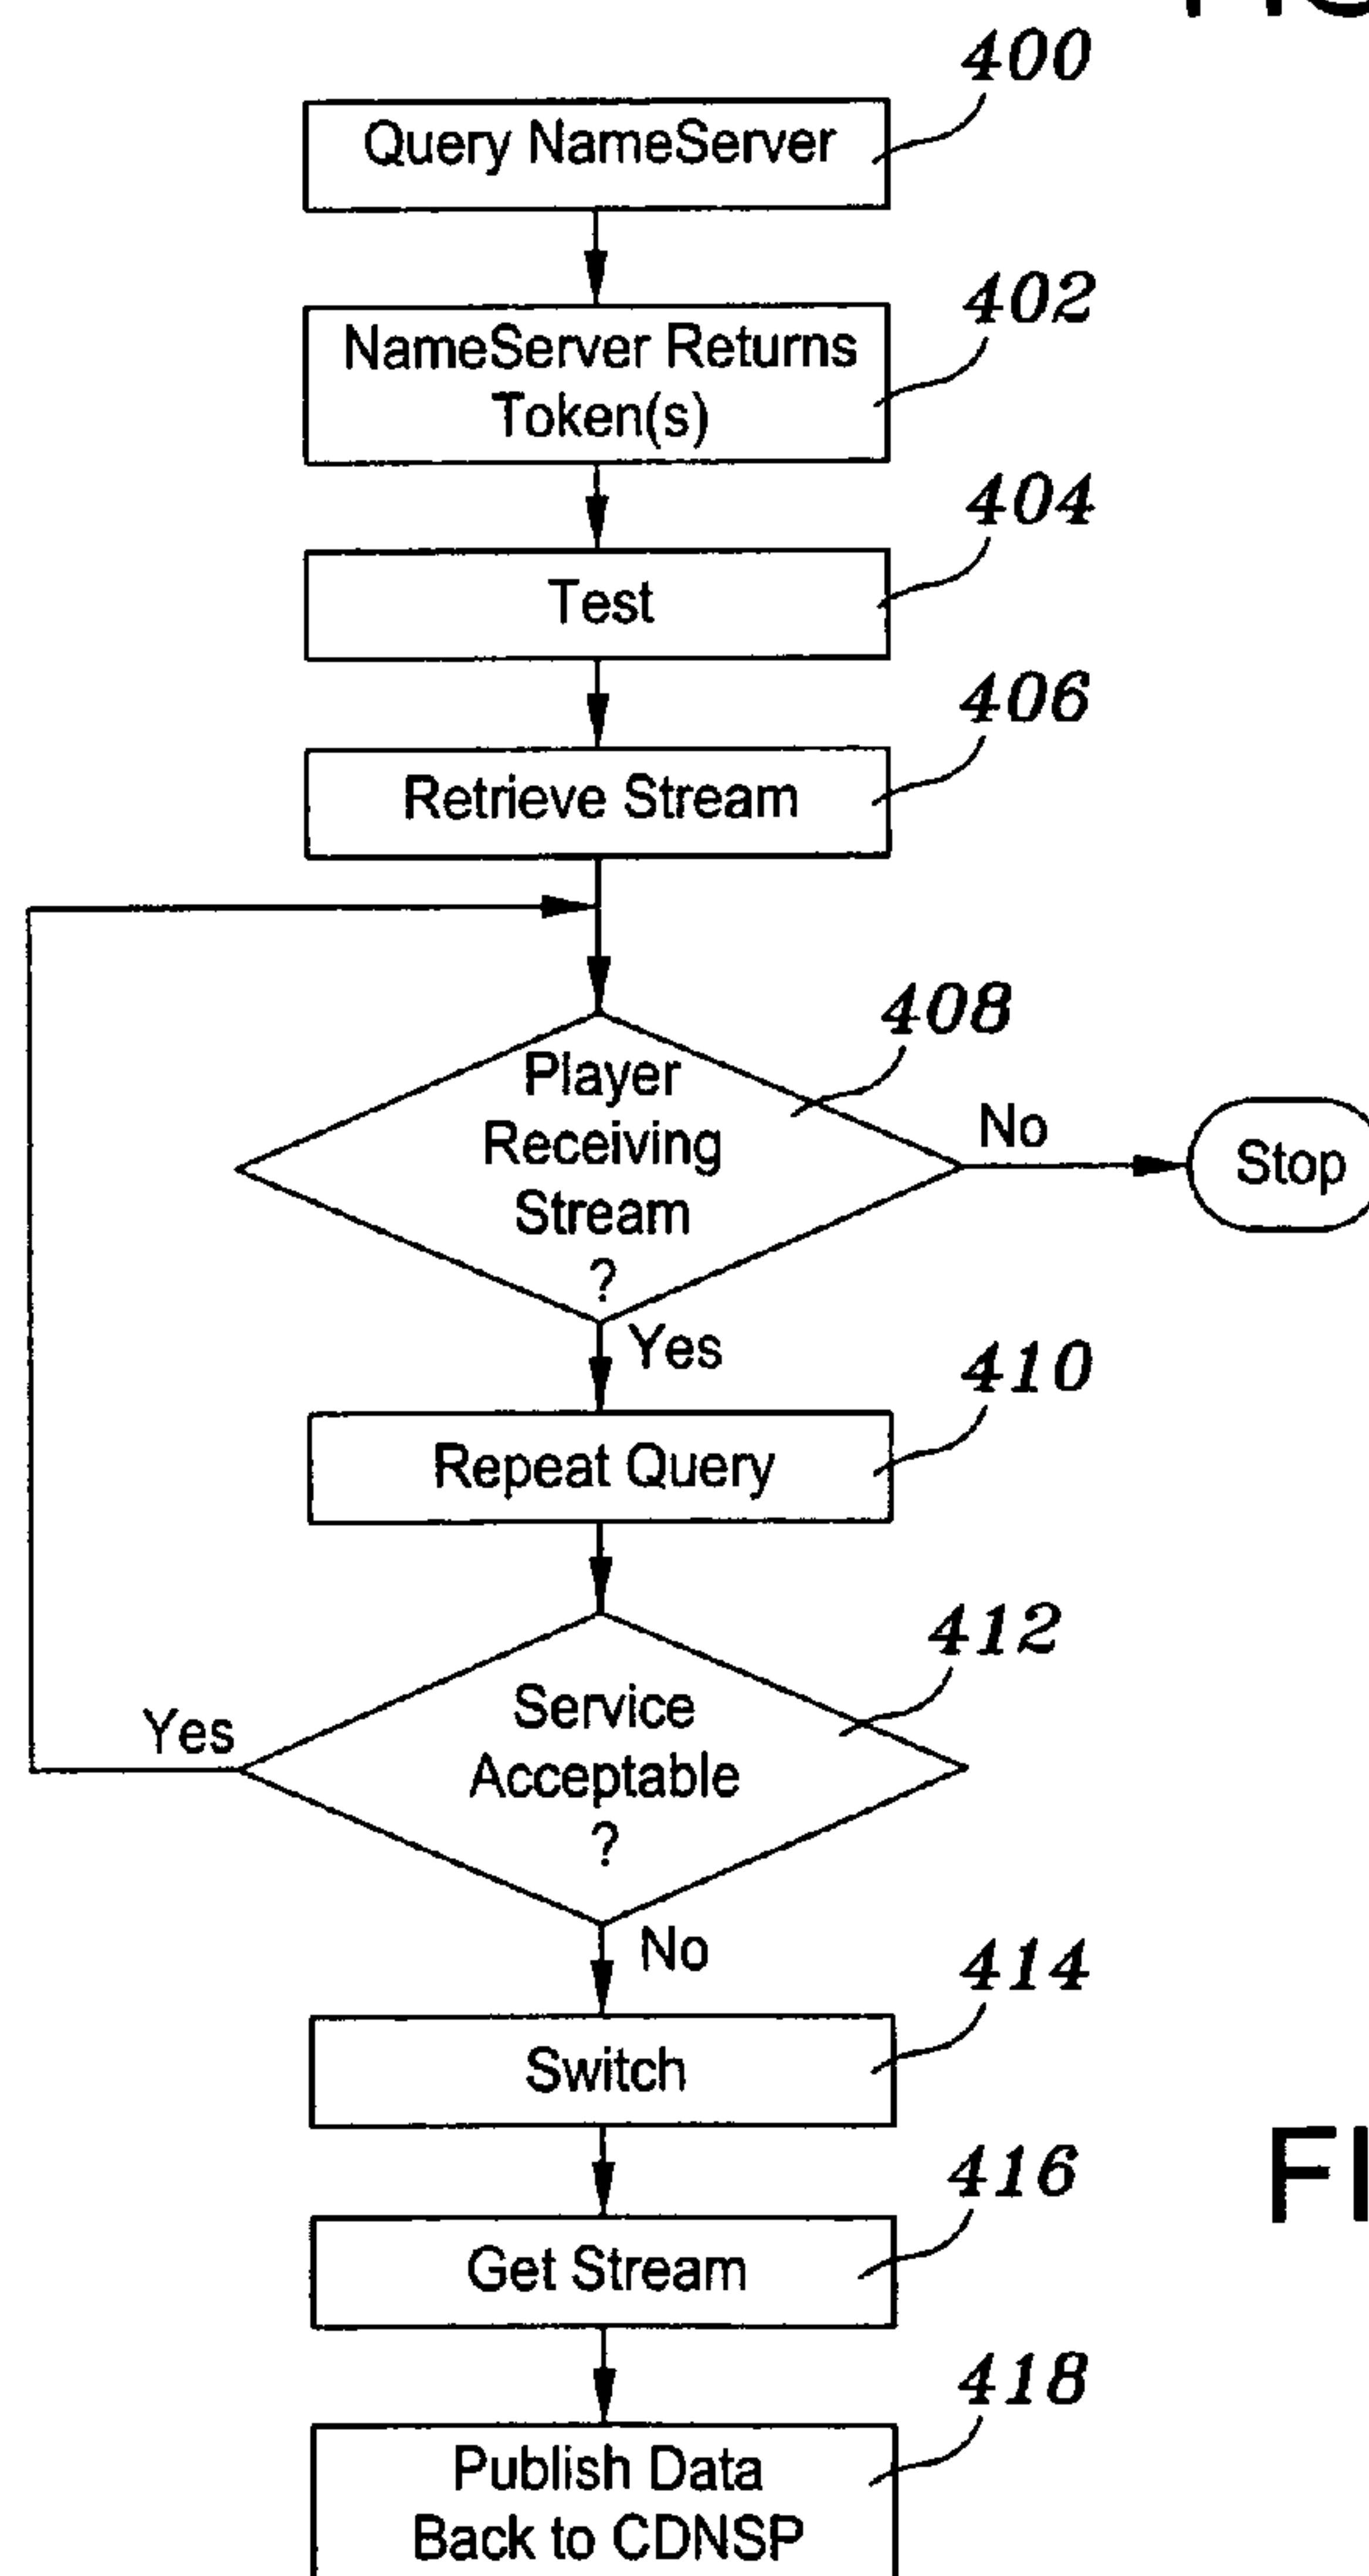 400
Query NameServer
402
NameServer Returns
Token(s)
404
Test
406
Retrieve Stream
408
Player
Receiving
Stream
?
No
Stop
Yes
410
Repeat Query
412
Service
Acceptable
?
Yes
No
414
Switch
416
Get Stream
FI
418
Publish Data
Back to CDNSP